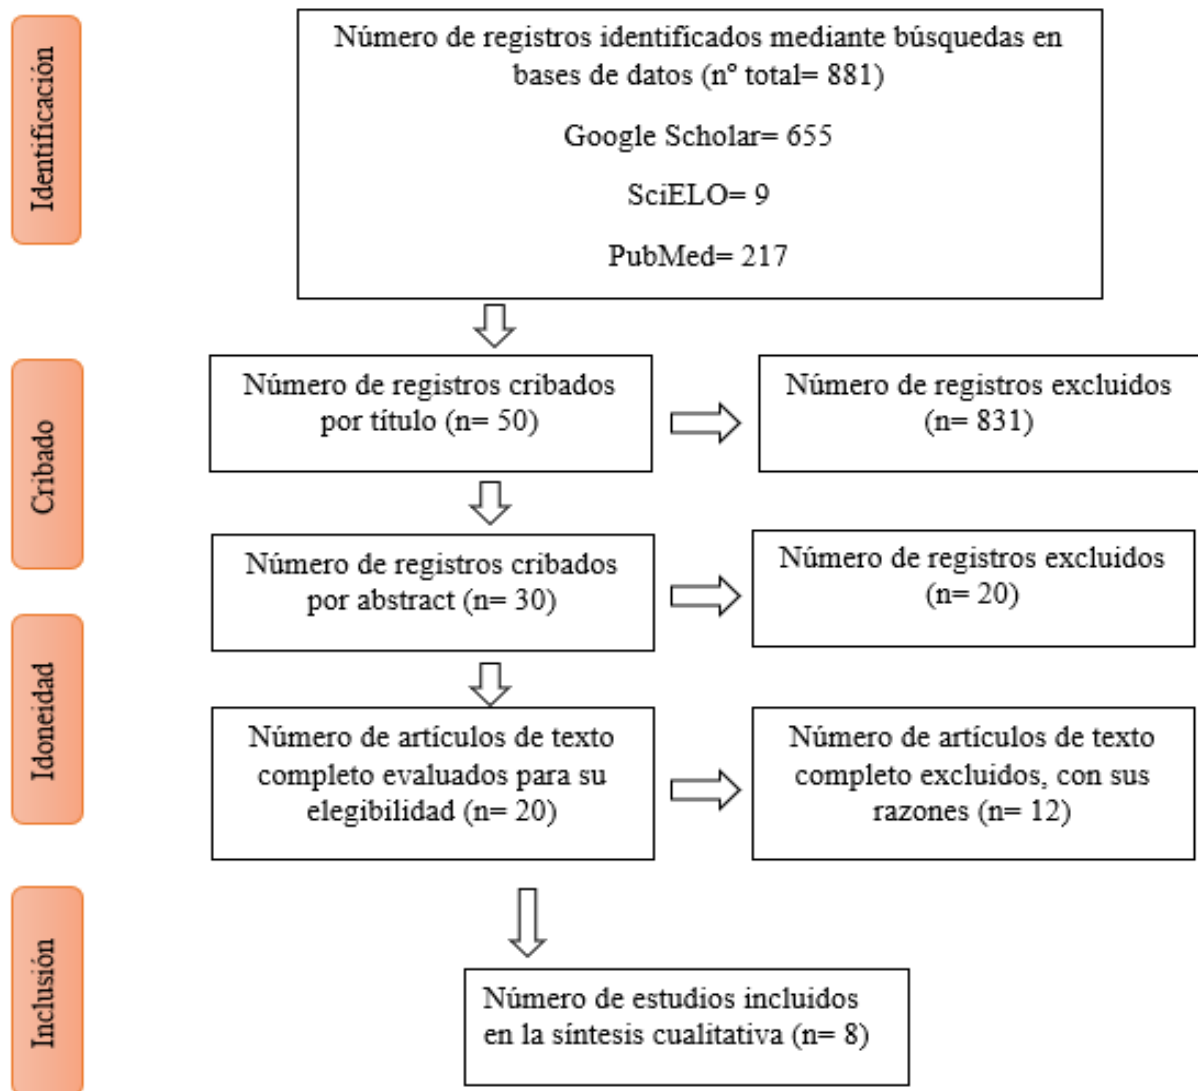 Identificación
Número de registros identificados mediante búsquedas en
bases de datos (nº total= 881)
Google Scholar= 655
SciELO= 9
PubMed= 217
Cribado
Número de registros cribados
por título (n= 50)
Número de registros excluidos
(n= 831)
Número de registros cribados
por abstract (n= 30)
Número de registros excluidos
(n= 20)
Idoneidad
Número de artículos de texto
completo evaluados para su
elegibilidad (n= 20)
Número de artículos de texto
completo excluidos, con sus
razones (n= 12)
Inclusión
Número de estudios incluidos
en la síntesis cualitativa (n= 8)